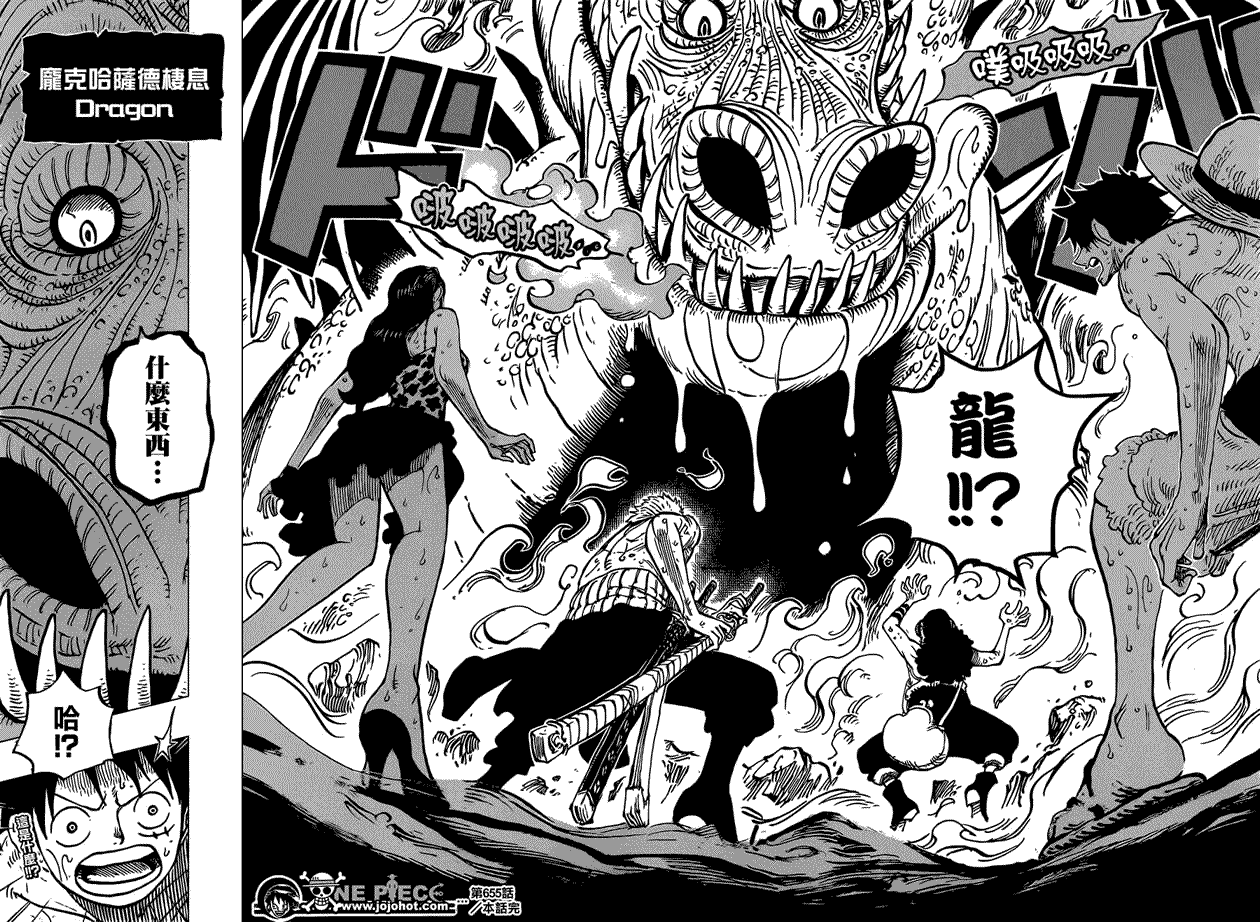 龐克哈薩德棲息
Dragon
什麼東西…
哈!?
這是什麼!?
噗吸吸吸…
ド
ド
啵啵啵啵…
龍!!?
ONE PIECE
www.jojohot.com
…第655話
／本話完